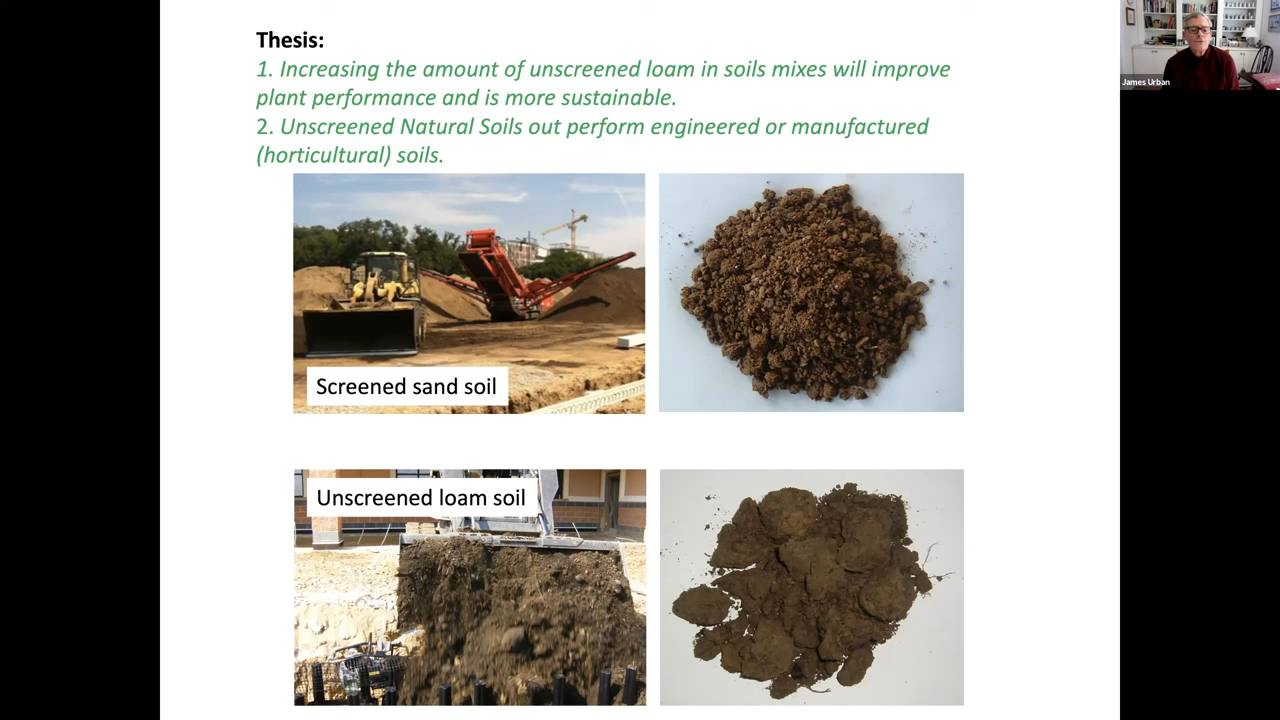 Thesis:
1. Increasing the amount of unscreened loam in soils mixes will improve
plant performance and is more sustainable.
2. Unscreened Natural Soils out perform engineered or manufactured
(horticultural) soils.
James Urban
Screened sand soil
Unscreened loam soil